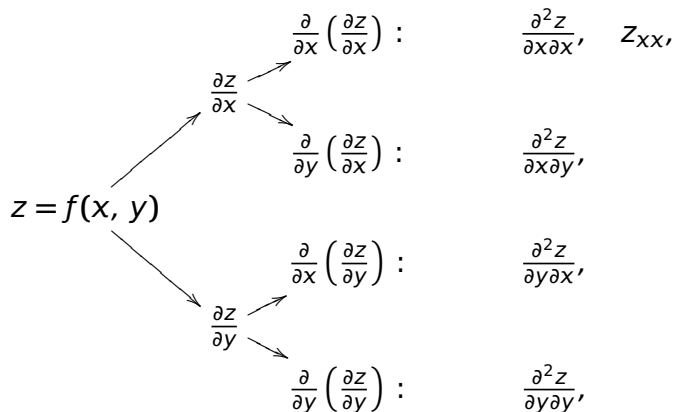 ∂/∂x (∂z/∂x) : ∂²z/∂x∂x, z_xx,
∂z/∂x
∂/∂y (∂z/∂x) : ∂²z/∂x∂y,
z = f(x, y)
∂/∂x (∂z/∂y) : ∂²z/∂y∂x,
∂z/∂y
∂/∂y (∂z/∂y) : ∂²z/∂y∂y,